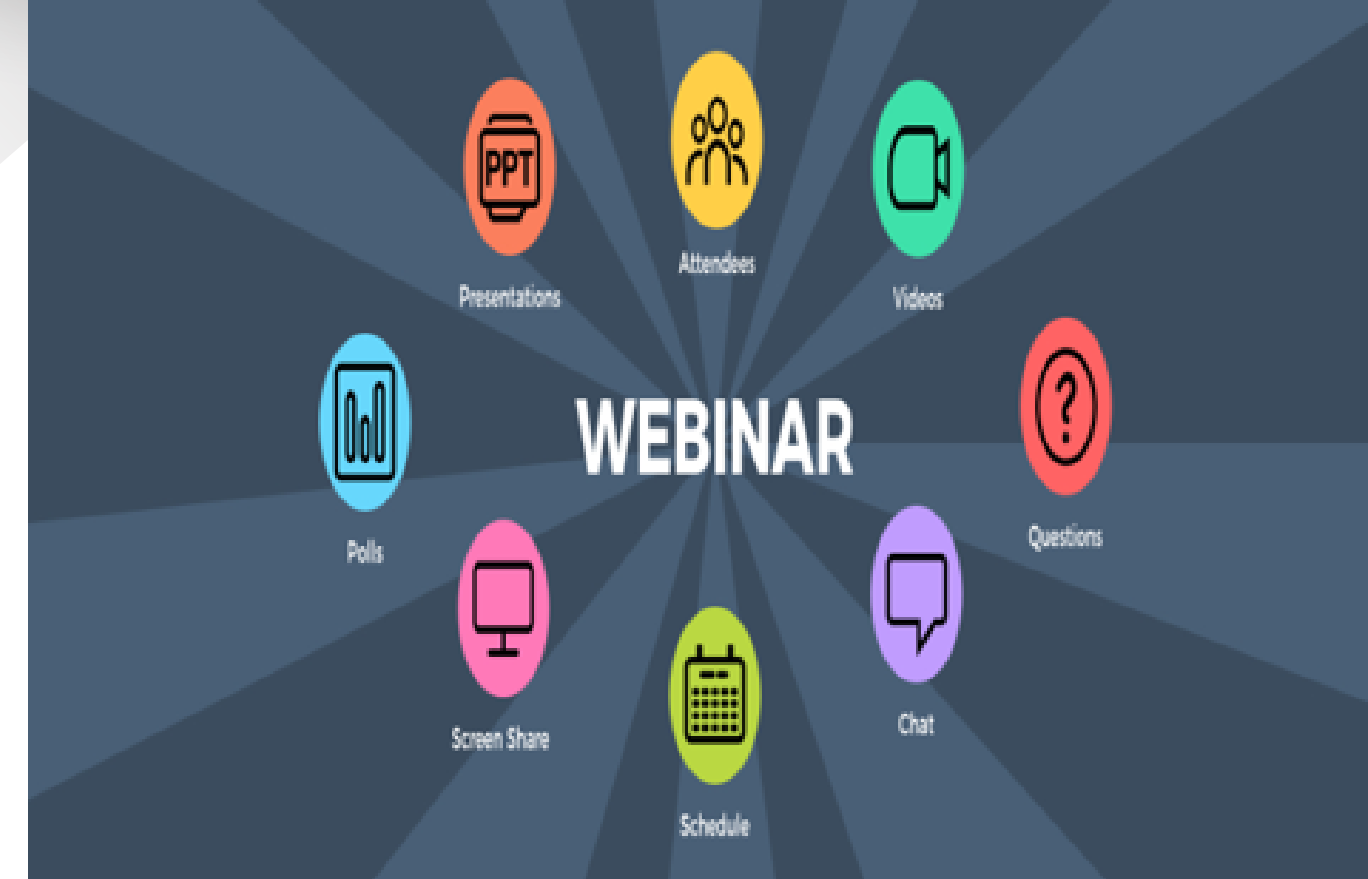 PPT
Attendees
Presentations
Videos
WEBINAR
Questions
Polls
Chat
Screen Share
Schedule